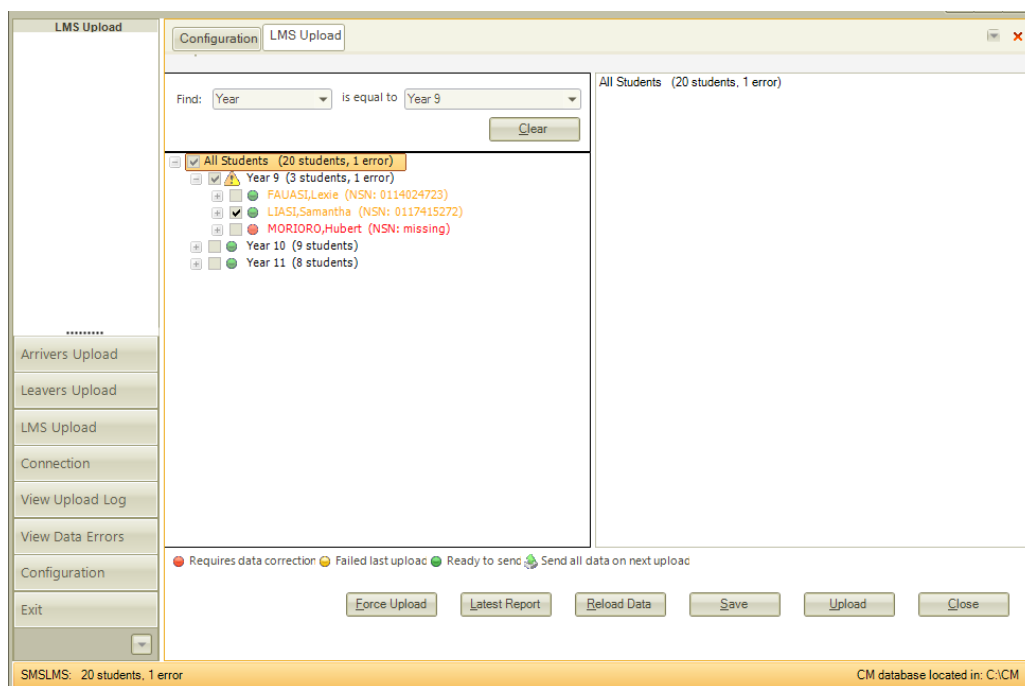 LMS Upload
Configuration
LMS Upload
Find: Year is equal to Year 9
Clear
All Students (20 students, 1 error)
Year 9 (3 students, 1 error)
FAUASI,Lexie (NSN: 0114024723)
LIASI,Samantha (NSN: 0117415272)
MORIORO,Hubert (NSN: missing)
Year 10 (9 students)
Year 11 (8 students)
All Students (20 students, 1 error)
Arrivers Upload
Leavers Upload
LMS Upload
Connection
View Upload Log
View Data Errors
Configuration
Exit
Requires data correction Failed last upload Ready to send Send all data on next upload
Force Upload Latest Report Reload Data Save Upload Close
SMSLMS: 20 students, 1 error
CM database located in: C:\CM